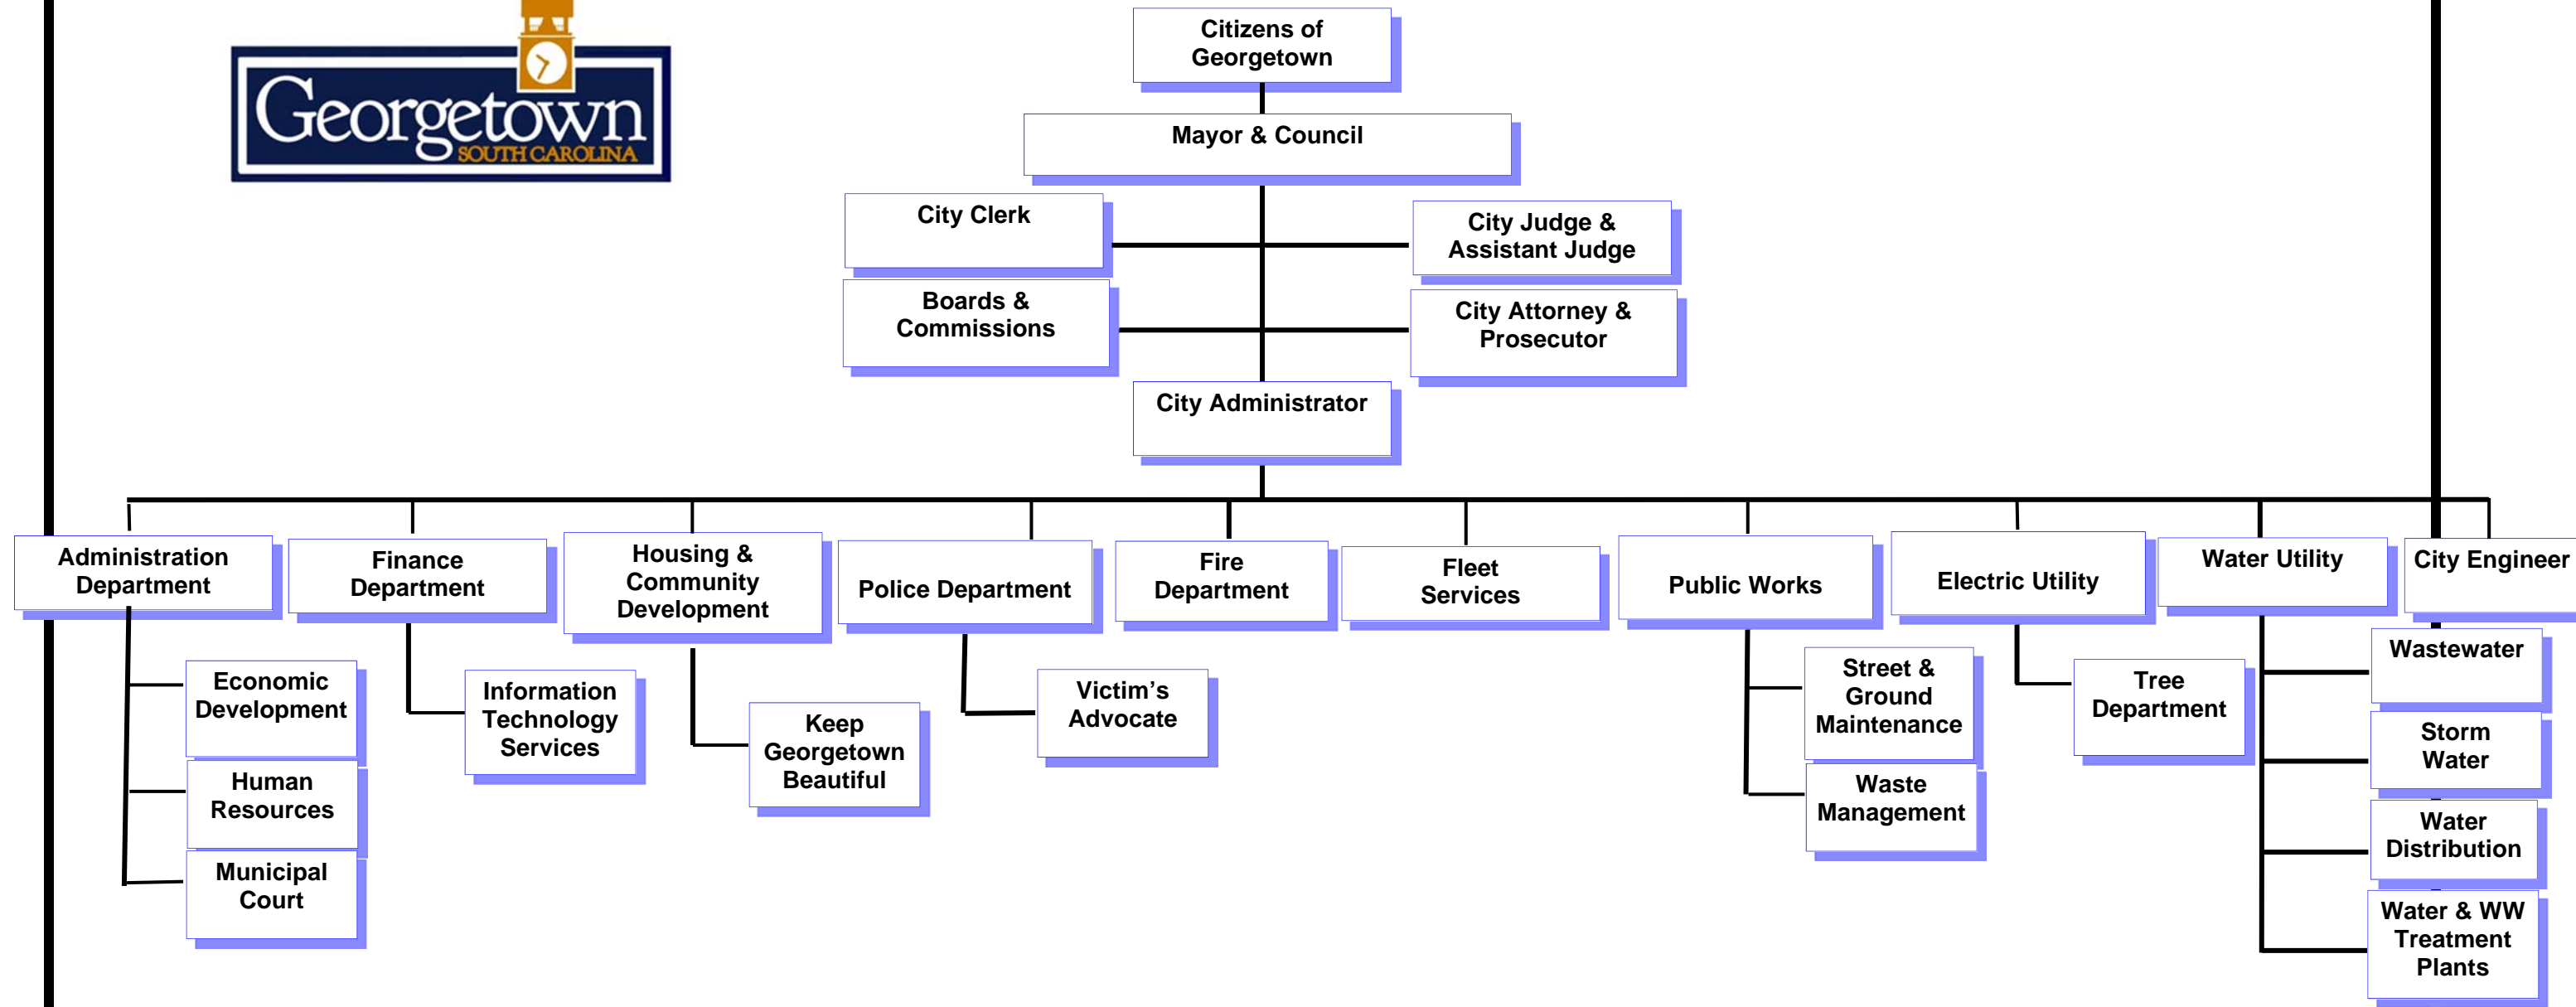 Georgetown
SOUTH CAROLINA
Citizens of
Georgetown
Mayor & Council
City Clerk
City Judge &
Assistant Judge
Boards &
Commissions
City Attorney &
Prosecutor
City Administrator
Administration
Department
Finance
Department
Housing &
Community
Development
Police Department
Fire
Department
Fleet
Services
Public Works
Electric Utility
Water Utility
City Engineer
Economic
Development
Human
Resources
Municipal
Court
Information
Technology
Services
Keep
Georgetown
Beautiful
Victim’s
Advocate
Street &
Ground
Maintenance
Waste
Management
Tree
Department
Wastewater
Storm
Water
Water
Distribution
Water & WW
Treatment
Plants